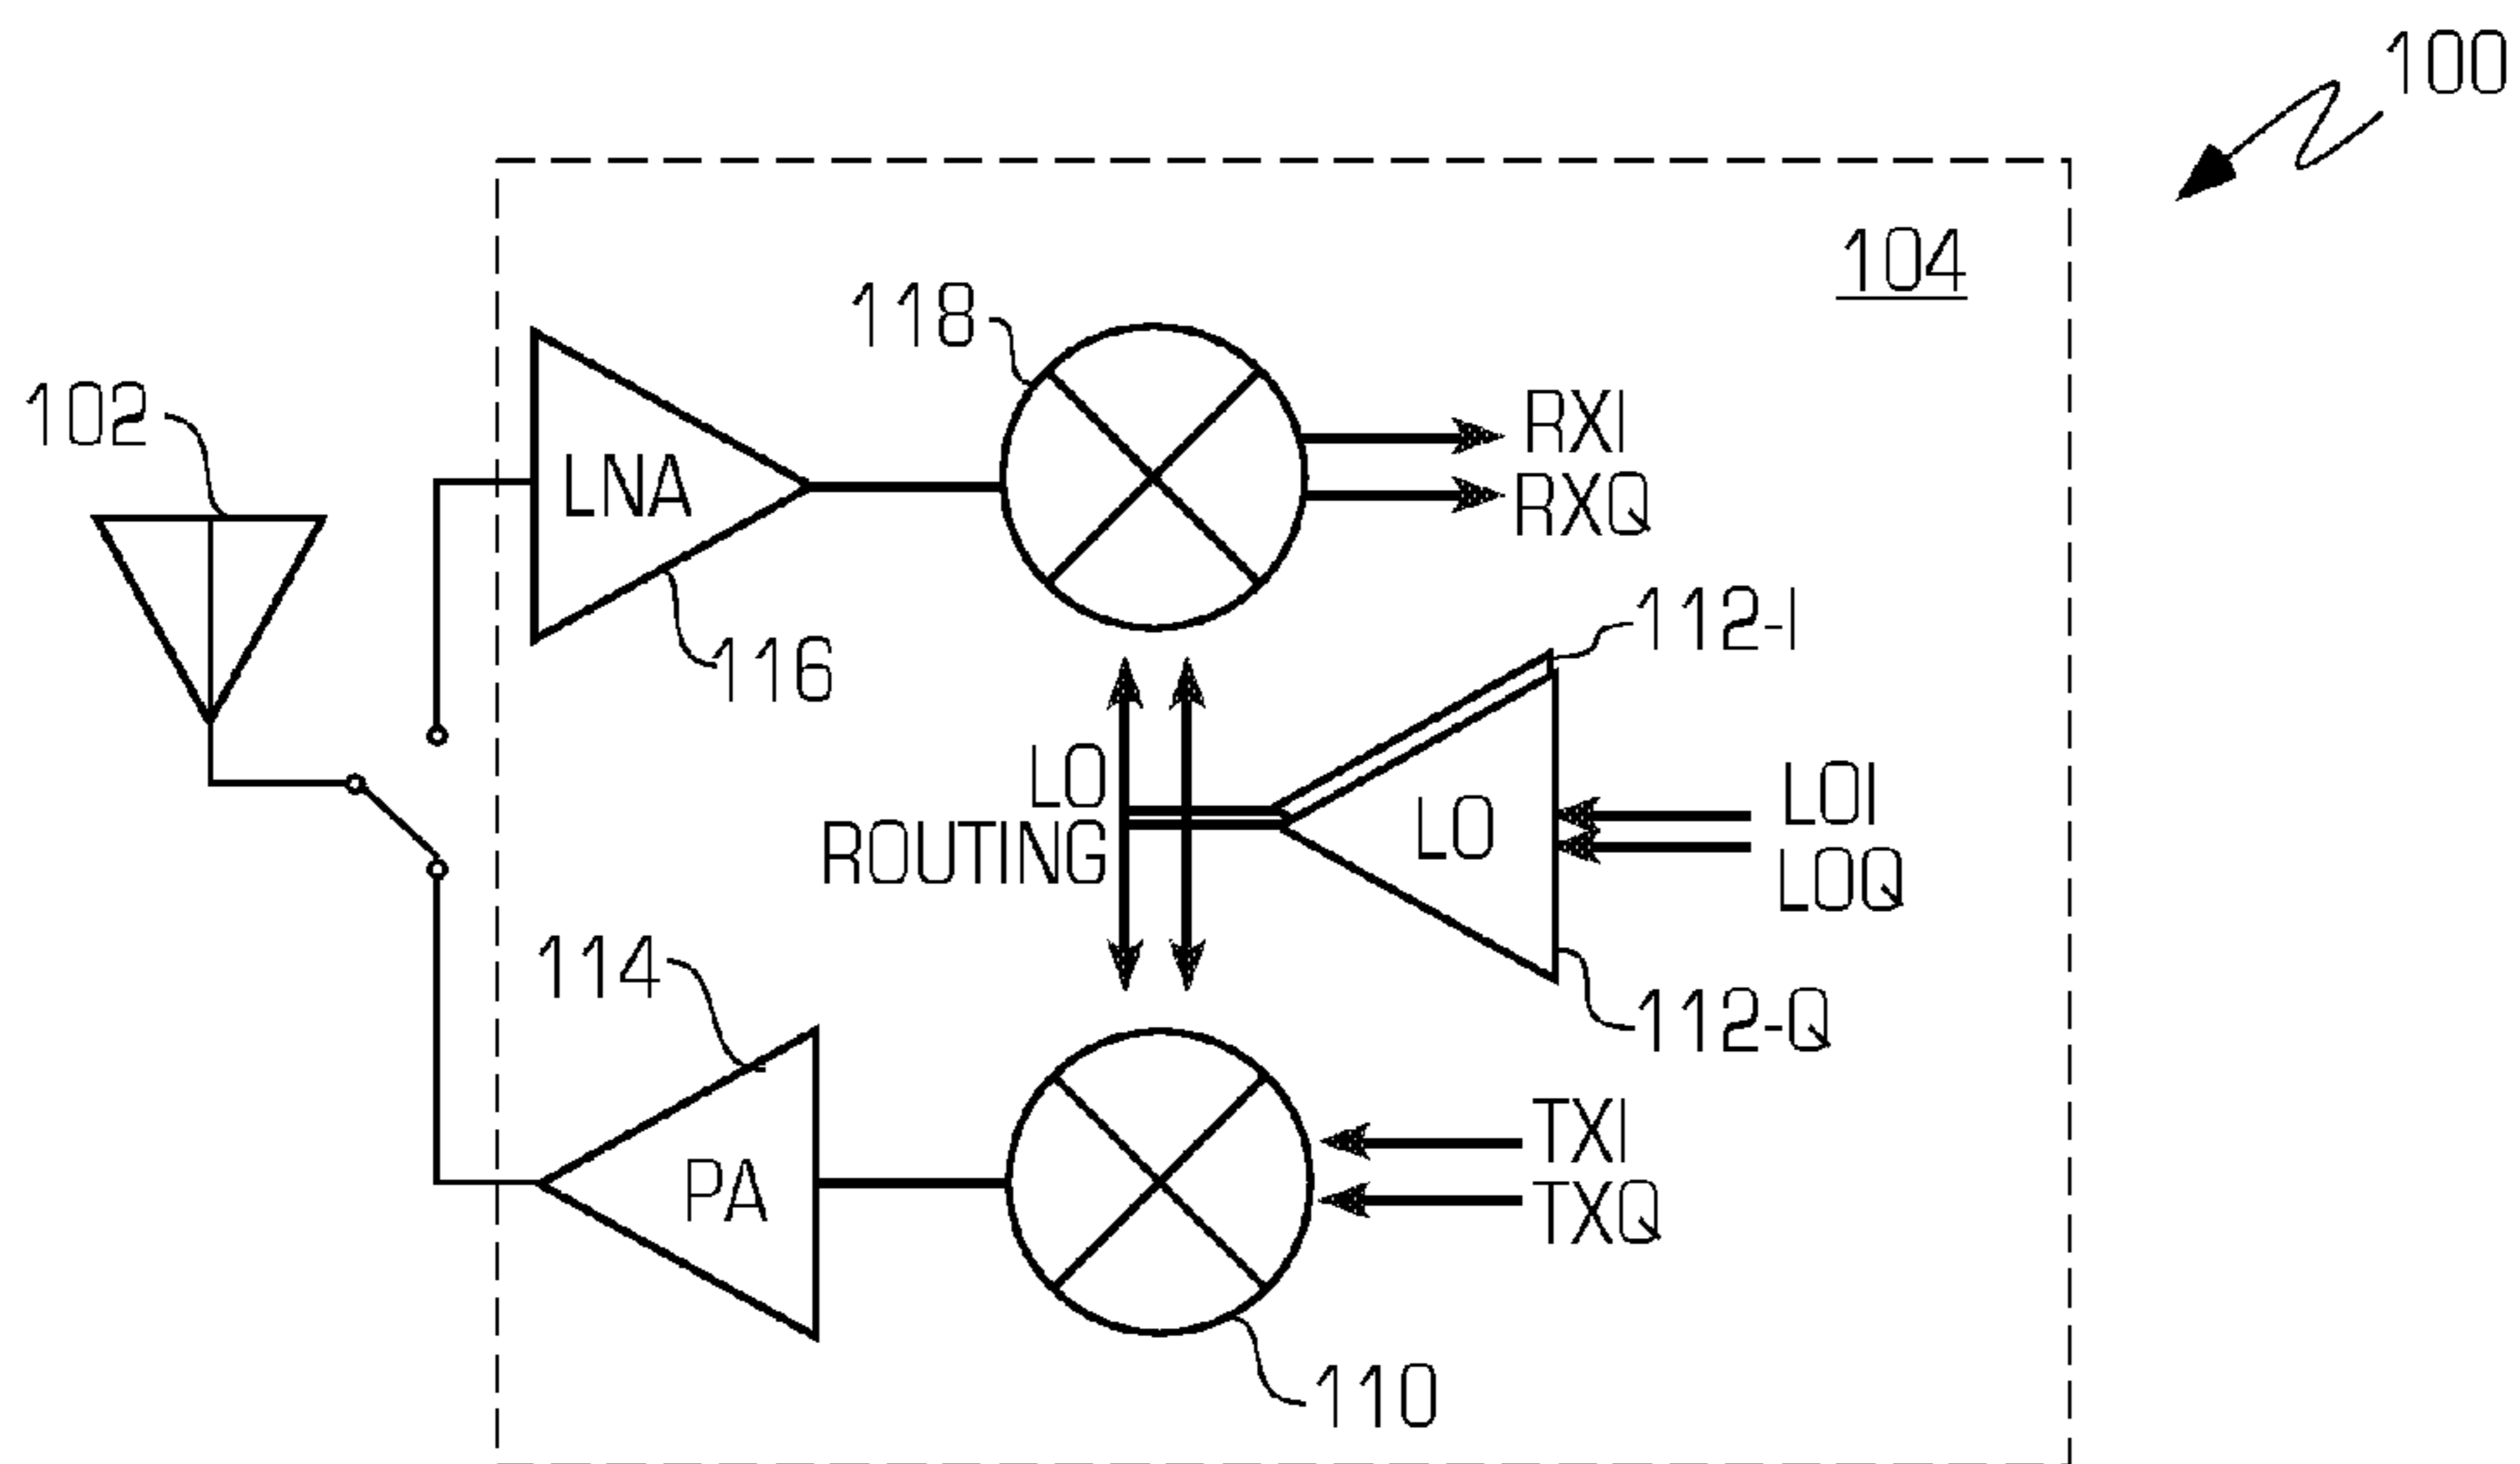 100
104
118
102
RXI
LNA
RXQ
112-I
116
LO
LOI
ROUTING
LO
LOQ
114
112-Q
TXI
PA
TXQ
110